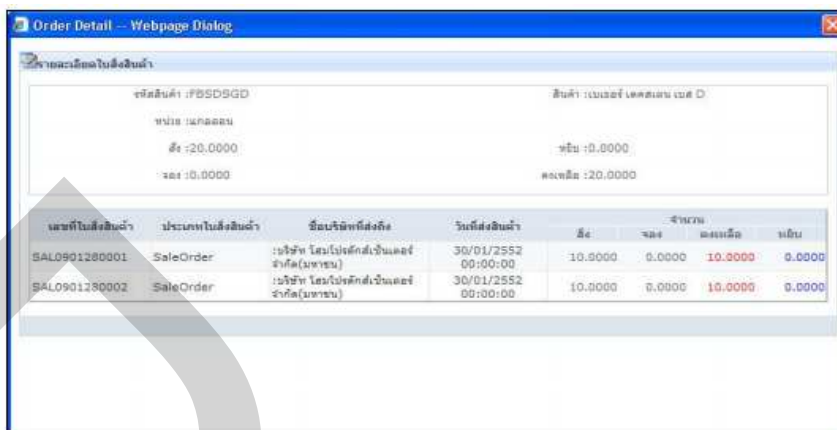 Order Detail -- Webpage Dialog
รายละเอียดใบสั่งสินค้า
รหัสสินค้า :FBSDSGD สินค้า :เบเยอร์ เดคสเตน เบส D
หน่วย :แกลลอน
สั่ง :20.0000 หยิบ :0.0000
จอง :0.0000 คงเหลือ :20.0000
เลขที่ใบสั่งสินค้า ประเภทใบสั่งสินค้า ชื่อบริษัทที่ส่งถึง วันที่ส่งสินค้า จำนวน
สั่ง จอง คงเหลือ หยิบ
SAL0901280001 SaleOrder :บริษัท โฮมโปรดักส์เซ็นเตอร์ 30/01/2552 10.0000 0.0000 10.0000 0.0000
จำกัด(มหาชน) 00:00:00
SAL0901280002 SaleOrder :บริษัท โฮมโปรดักส์เซ็นเตอร์ 30/01/2552 10.0000 0.0000 10.0000 0.0000
จำกัด(มหาชน) 00:00:00